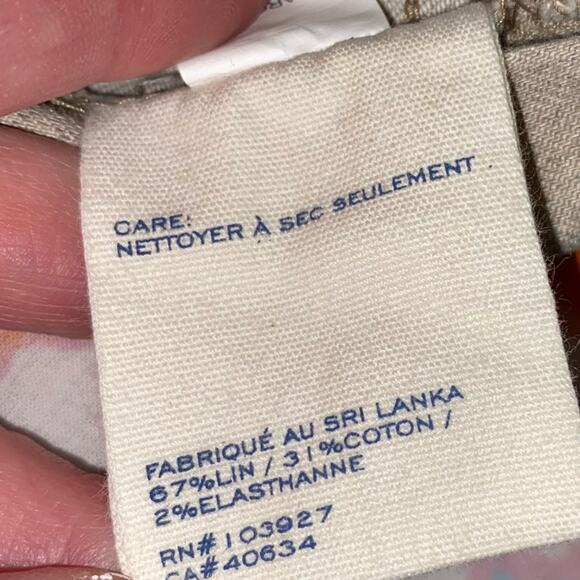 CARE:
NETTOYER À SEC SEULEMENT
FABRIQUÉ AU SRI LANKA
67%LIN / 31%COTON /
2%ELASTHANNE
RN# 103927
CA#40634